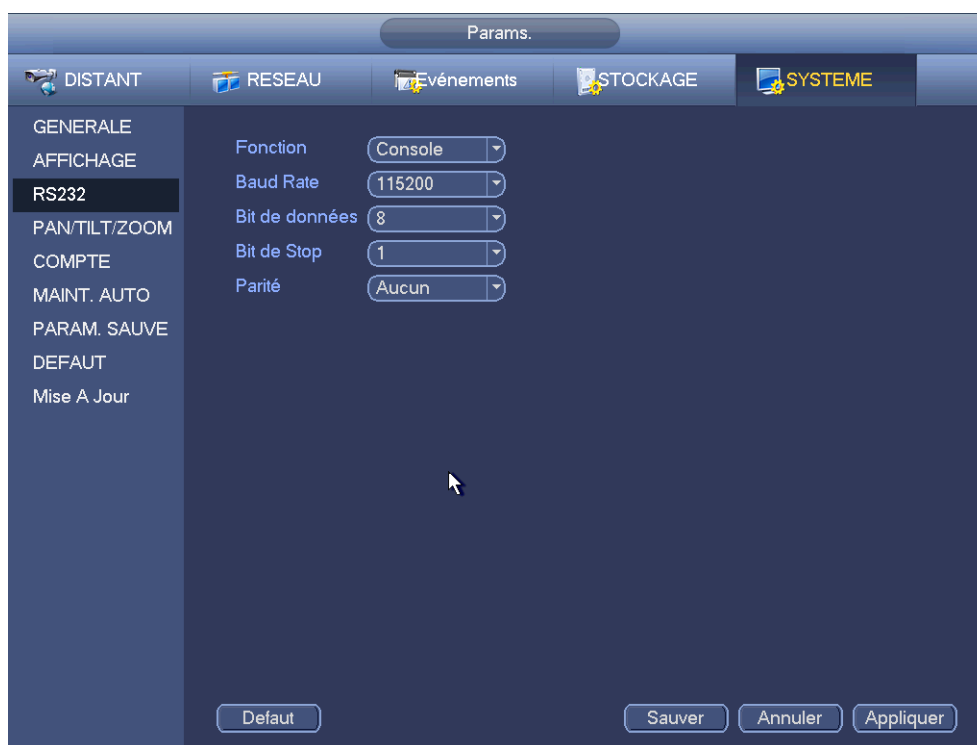 Params.
DISTANT
RESEAU
Evénements
STOCKAGE
SYSTEME
GENERALE
AFFICHAGE
RS232
PAN/TILT/ZOOM
COMPTE
MAINT. AUTO
PARAM. SAUVE
DEFAUT
Mise A Jour
Fonction Console
Baud Rate 115200
Bit de données 8
Bit de Stop 1
Parité Aucun
Defaut
Sauver
Annuler
Appliquer